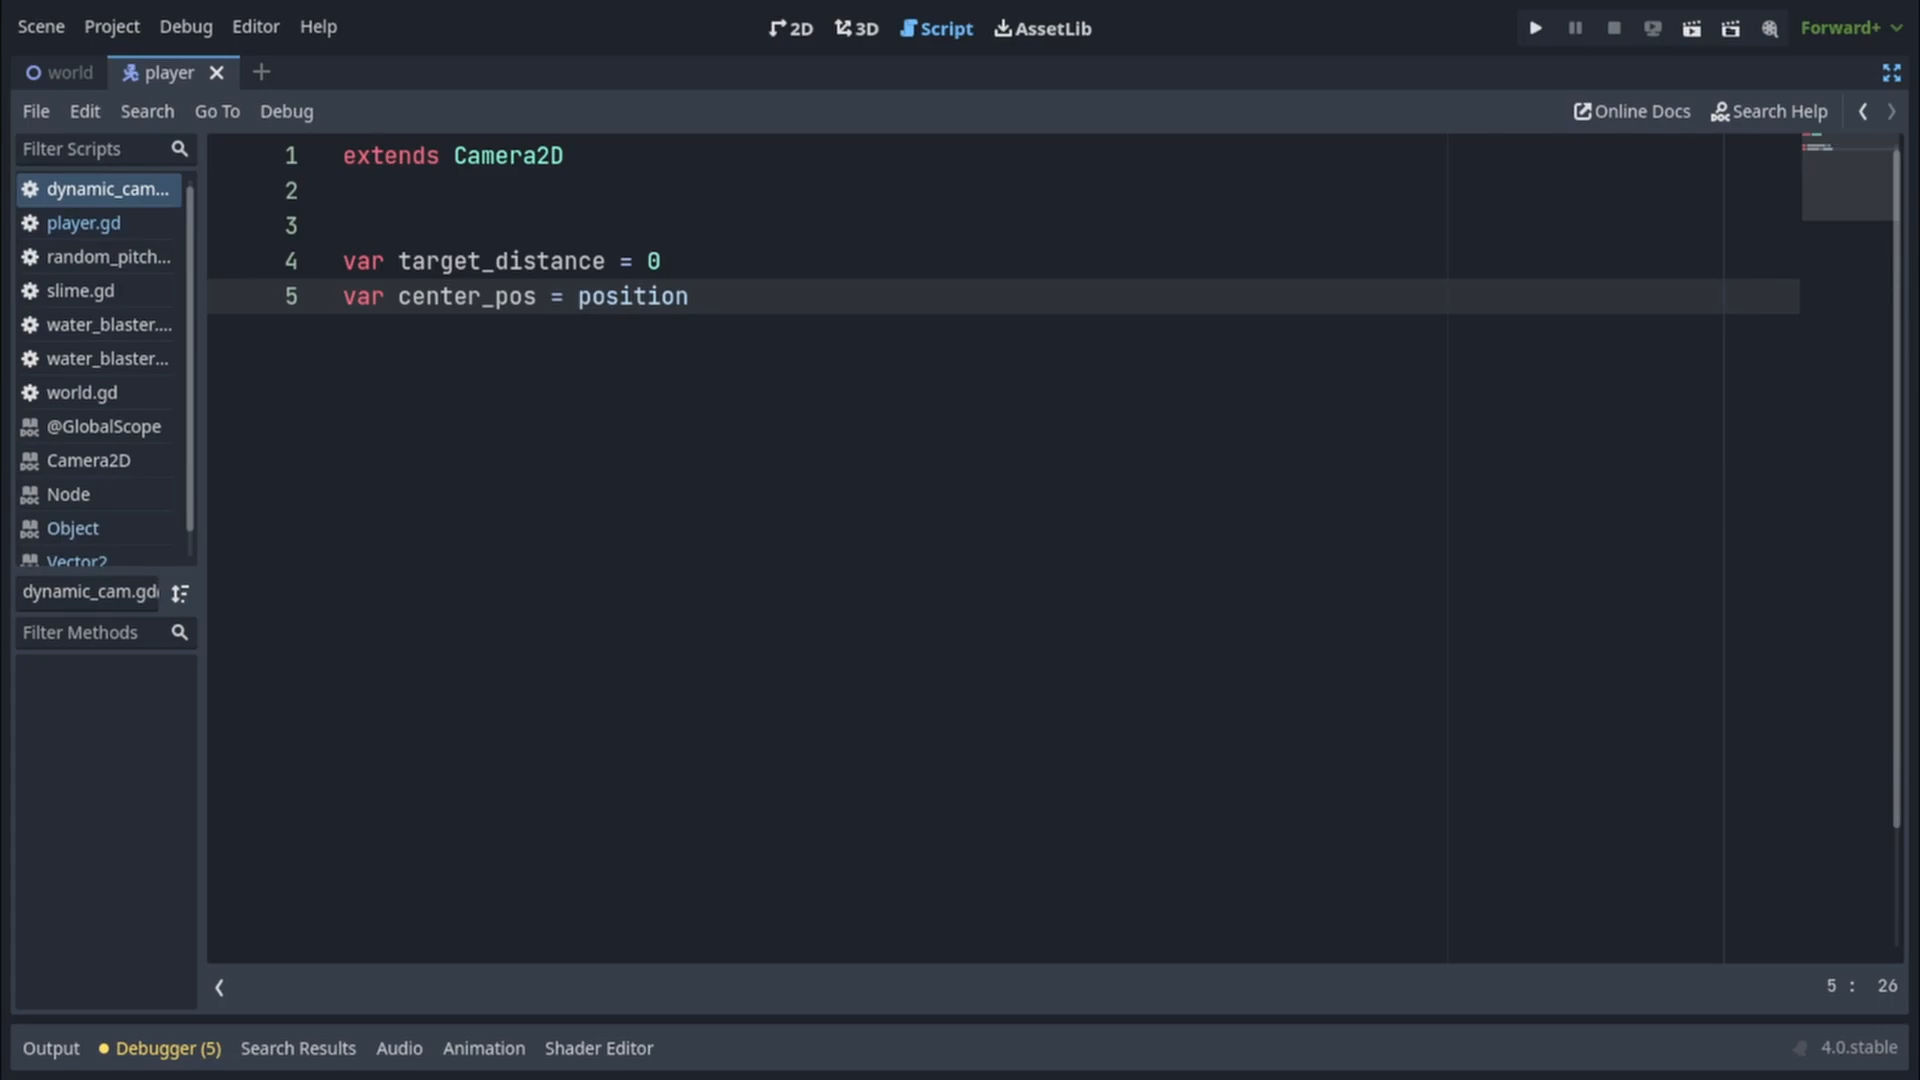 Scene Project Debug Editor Help 2D 3D Script AssetLib Forward+
world player
File Edit Search Go To Debug Online Docs Search Help
Filter Scripts
dynamic_cam...
player.gd
random_pitch...
slime.gd
water_blaster....
water_blaster...
world.gd
@GlobalScope
Camera2D
Node
Object
Vector2
dynamic_cam.gd
Filter Methods
1 extends Camera2D
2
3
4 var target_distance = 0
5 var center_pos = position
5 : 26
Output Debugger (5) Search Results Audio Animation Shader Editor 4.0.stable